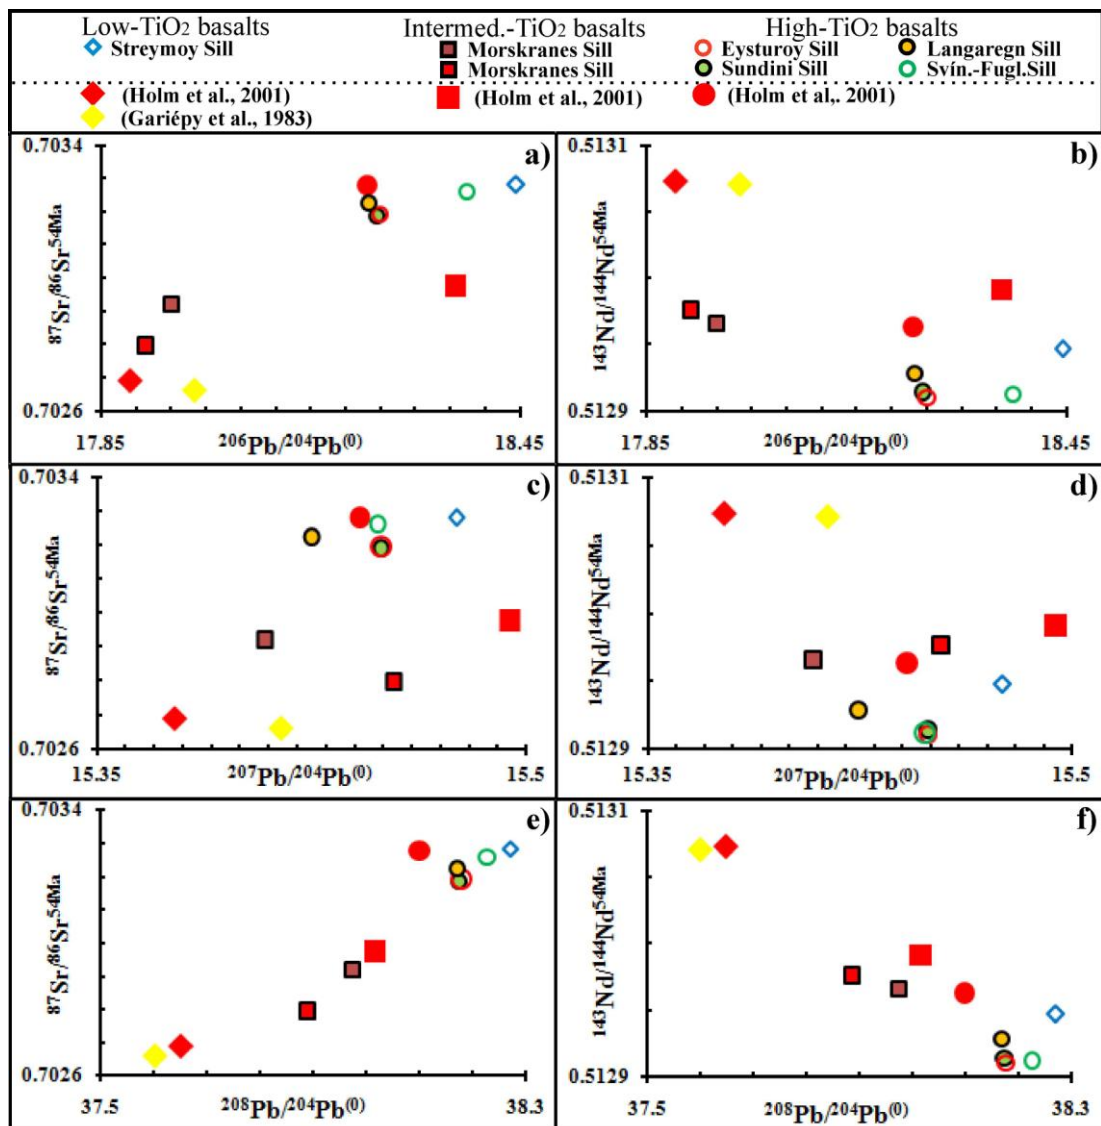 Low-TiO2 basalts Intermed.-TiO2 basalts High-TiO2 basalts
Streymoy Sill Morskranes Sill Eysturoy Sill Langaregn Sill
Morskranes Sill Sundini Sill Svín.-Fugl.Sill
(Holm et al., 2001) (Holm et al., 2001) (Holm et al,. 2001)
(Gariépy et al., 1983)
0.7034 a)
87Sr/86Sr54Ma
0.7026
17.85 206Pb/204Pb(0) 18.45
0.5131 b)
143Nd/144Nd54Ma
0.5129
17.85 206Pb/204Pb(0) 18.45
0.7034 c)
87Sr/86Sr54Ma
0.7026
15.35 207Pb/204Pb(0) 15.5
0.5131 d)
143Nd/144Nd54Ma
0.5129
15.35 207Pb/204Pb(0) 15.5
0.7034 e)
87Sr/86Sr54Ma
0.7026
37.5 208Pb/204Pb(0) 38.3
0.5131 f)
143Nd/144Nd54Ma
0.5129
37.5 208Pb/204Pb(0) 38.3